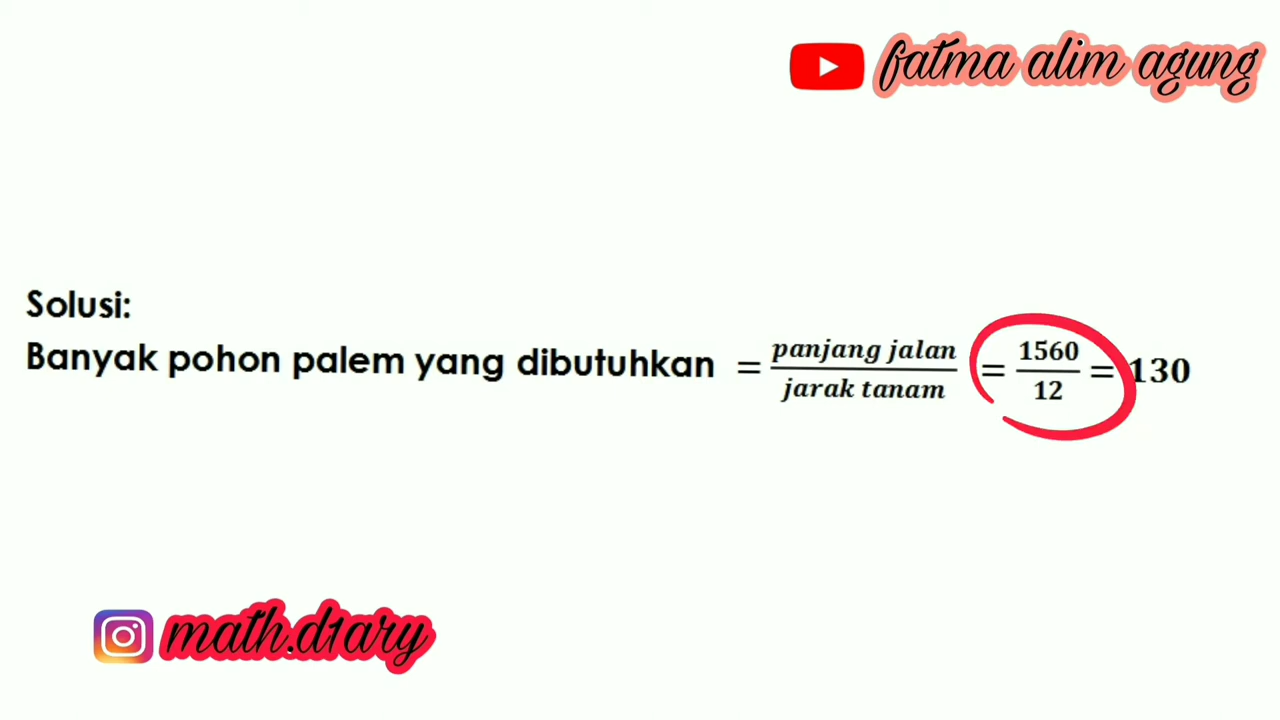 fatma alim agung
Solusi:
Banyak pohon palem yang dibutuhkan = panjang jalan / jarak tanam = 1560 / 12 = 130
math.d1ary